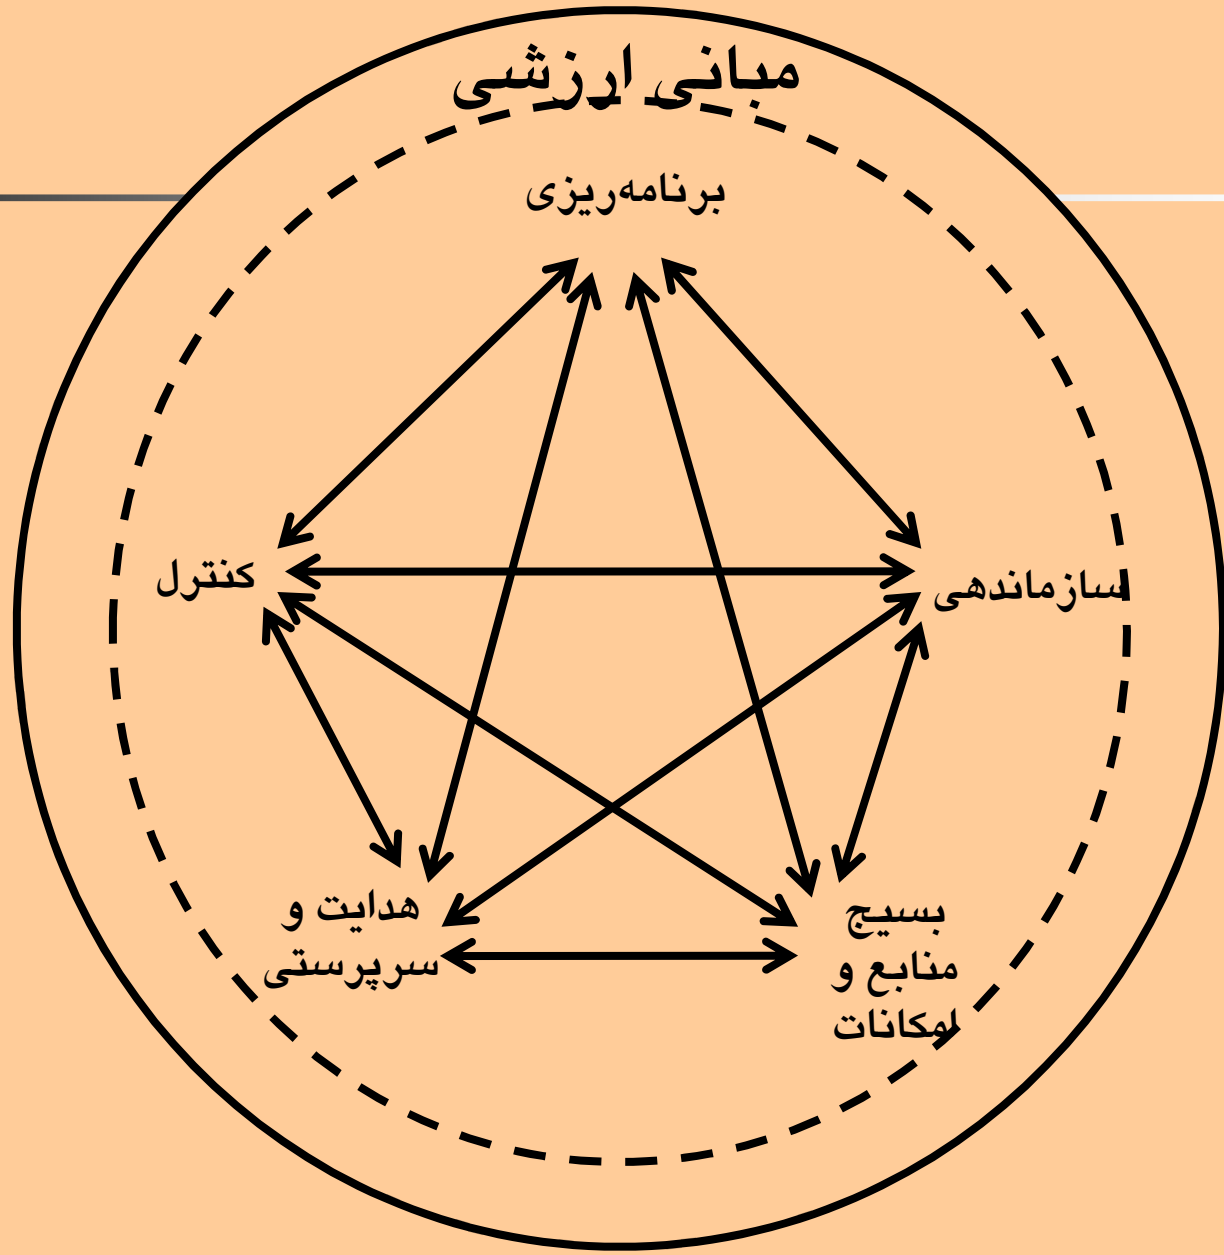 مبانی ارزشی
برنامه‌ریزی
سازماندهی
کنترل
بسیج
منابع و
امکانات
هدایت و
سرپرستی